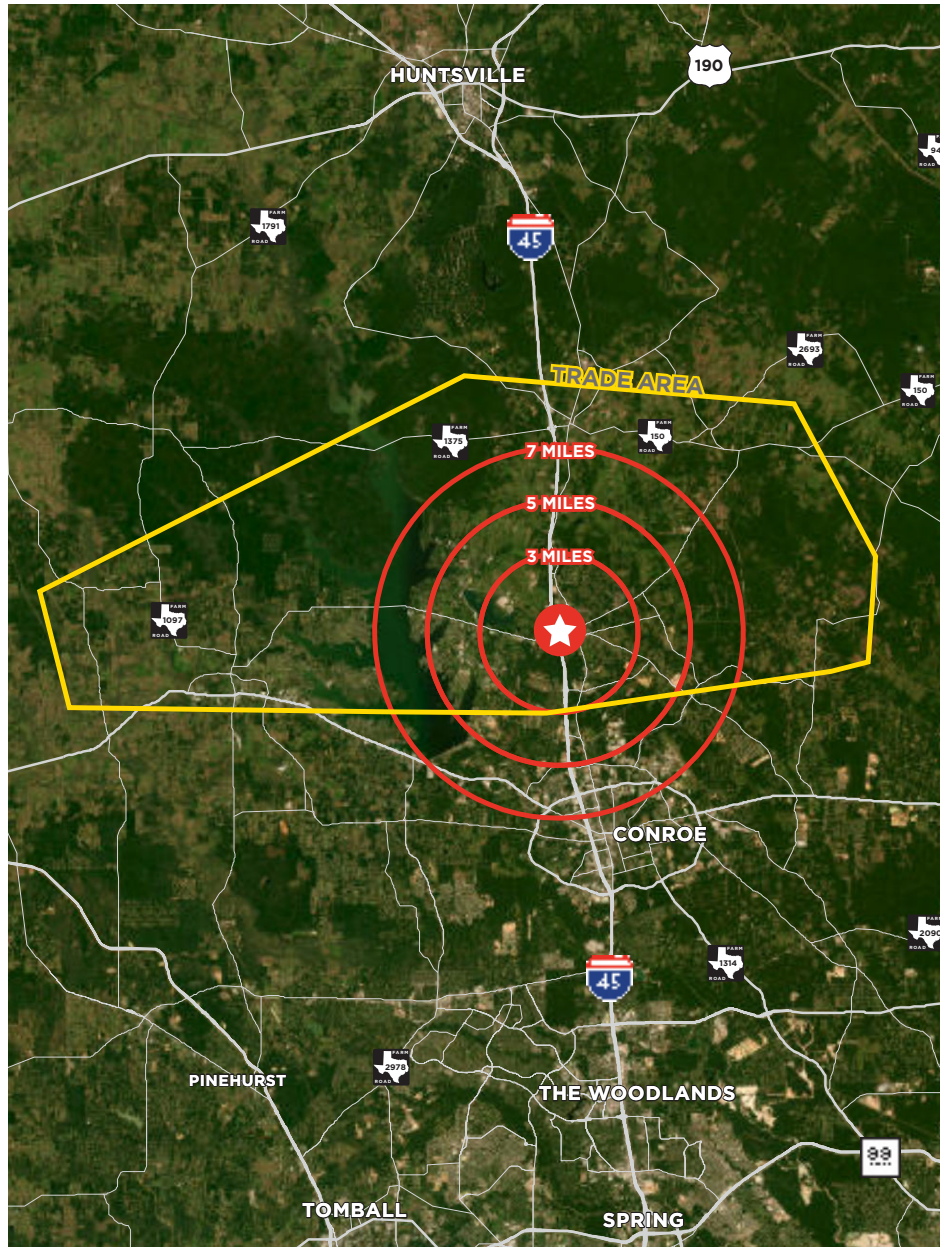 HUNTSVILLE
190
94
ROAD
FARM
1791
ROAD
45
FARM
2693
ROAD
TRADE AREA
FARM
150
ROAD
FARM
1375
ROAD
FARM
150
ROAD
7 MILES
5 MILES
3 MILES
FARM
1097
ROAD
CONROE
FARM
2090
ROAD
FARM
1314
ROAD
45
FARM
2978
ROAD
PINEHURST
THE WOODLANDS
99
TOMBALL
SPRING